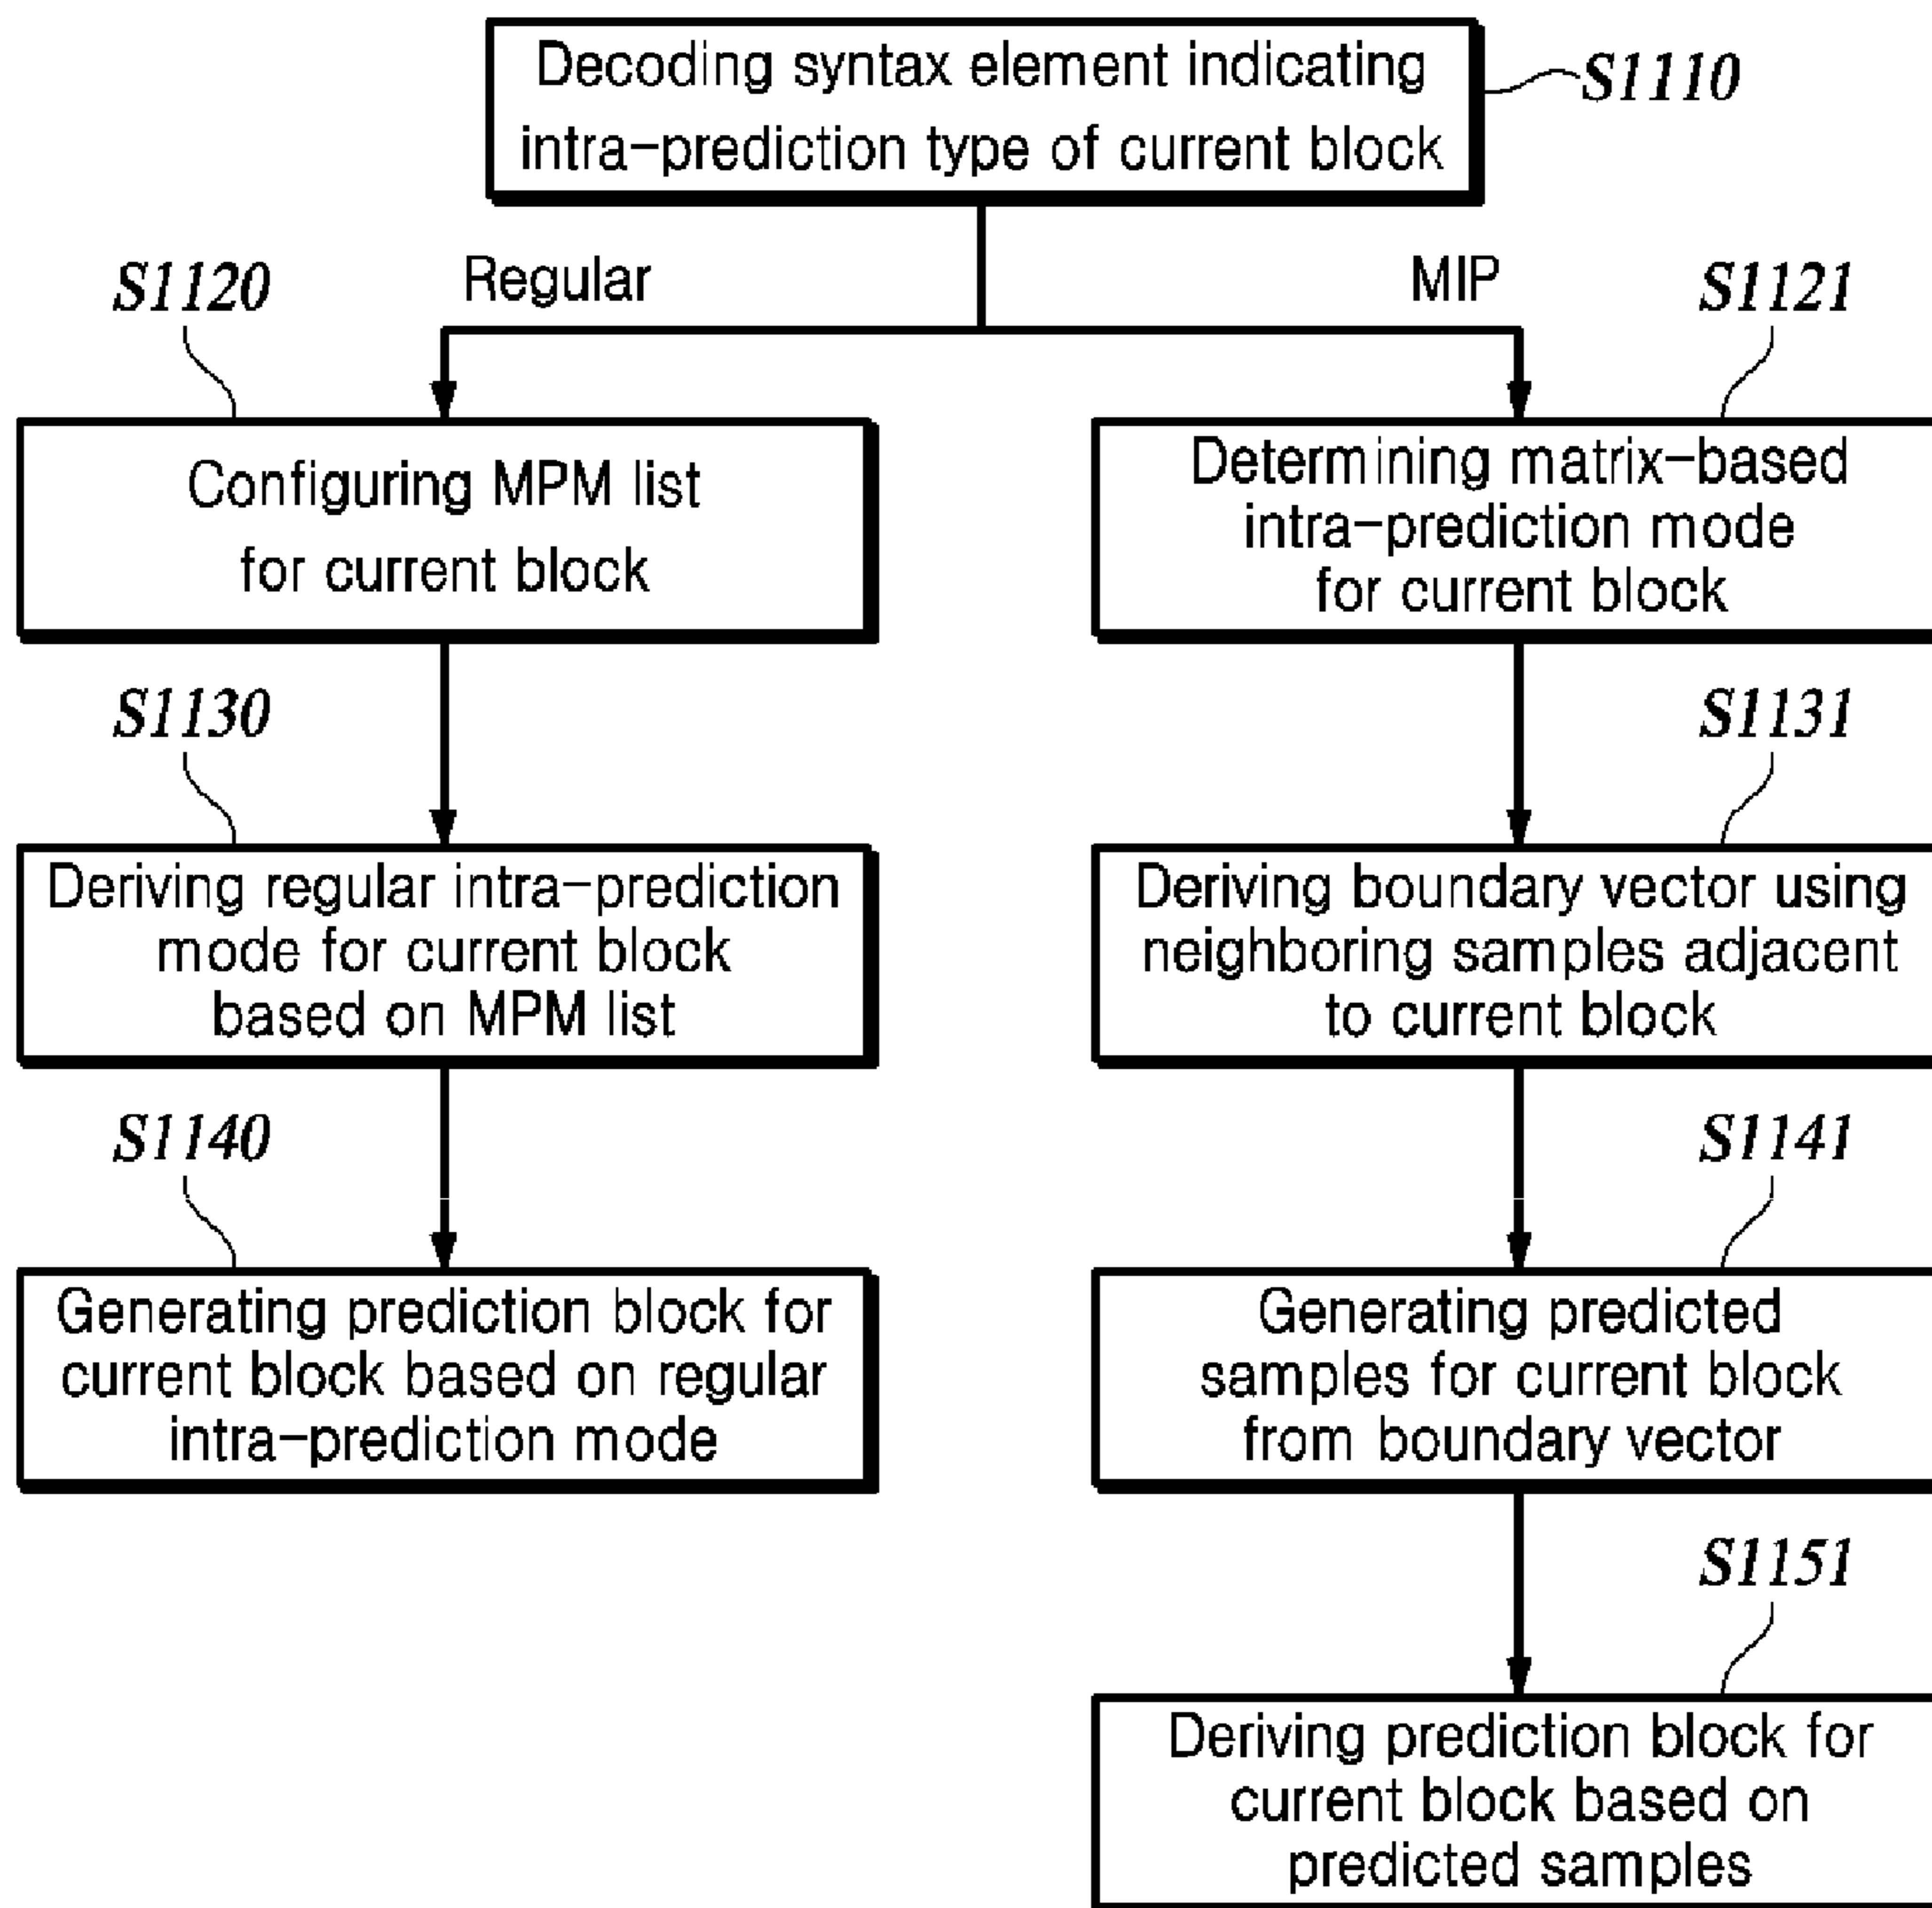 Decoding syntax element indicating
intra-prediction type of current block
S1110
Regular
MIP
S1120
S1121
Configuring MPM list
for current block
Determining matrix-based
intra-prediction mode
for current block
S1130
S1131
Deriving regular intra-prediction
mode for current block
based on MPM list
Deriving boundary vector using
neighboring samples adjacent
to current block
S1140
S1141
Generating prediction block for
current block based on regular
intra-prediction mode
Generating predicted
samples for current block
from boundary vector
S1151
Deriving prediction block for
current block based on
predicted samples